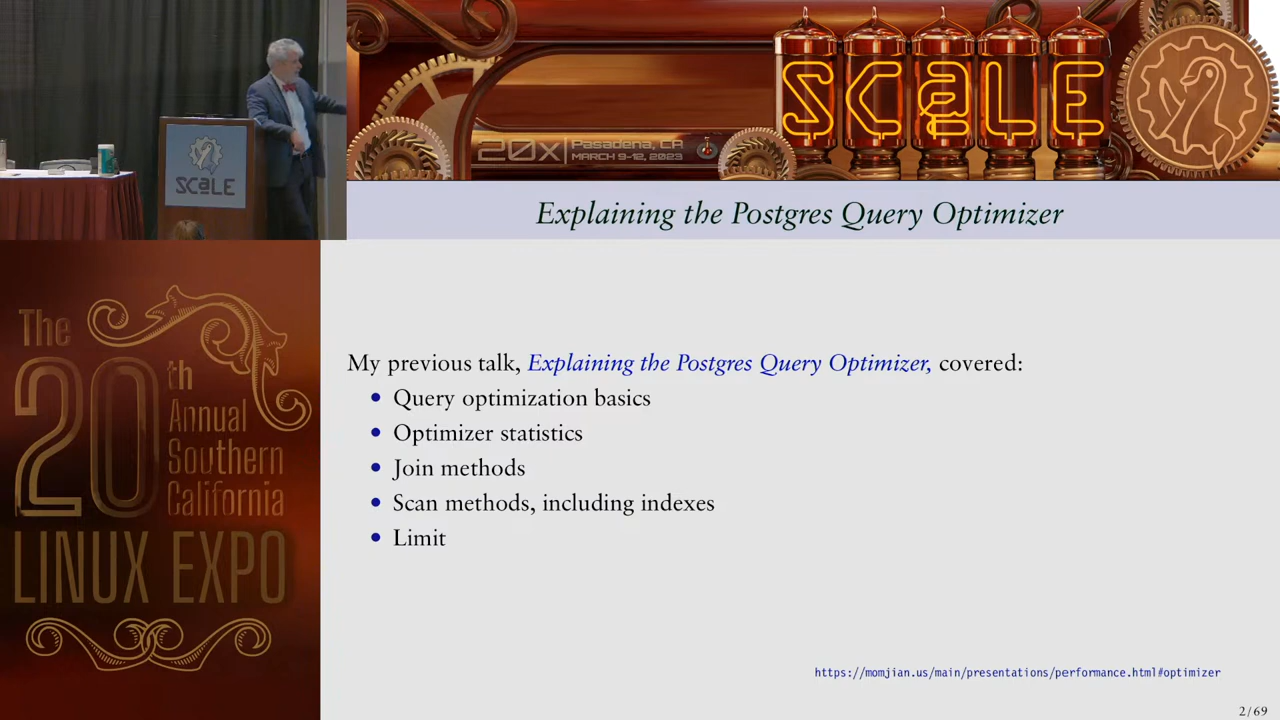 SCaLE
20x
Pasadena, CA
MARCH 9-12, 2023
SCaLE
Explaining the Postgres Query Optimizer
The
20th
Annual
Southern
California
LINUX EXPO
My previous talk, Explaining the Postgres Query Optimizer, covered:
• Query optimization basics
• Optimizer statistics
• Join methods
• Scan methods, including indexes
• Limit
https://momjian.us/main/presentations/performance.html#optimizer
2/69